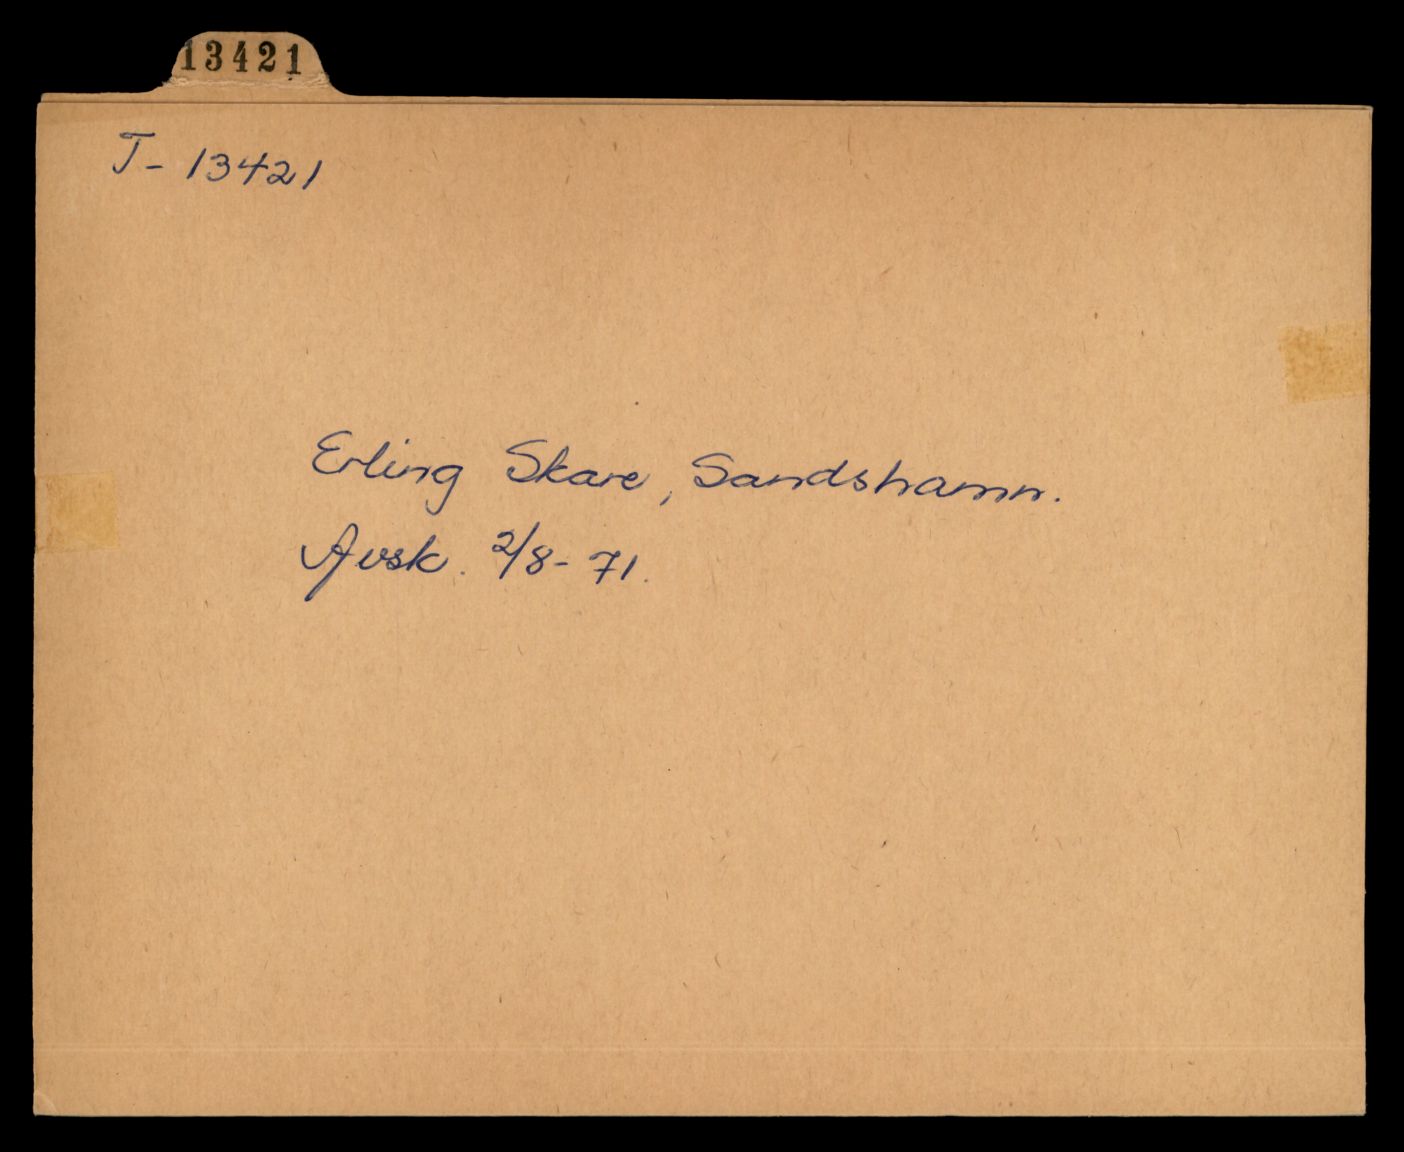 13421
T- 13421
Erling Skare, Sandshamn.
Avsk. 2/8- 71.